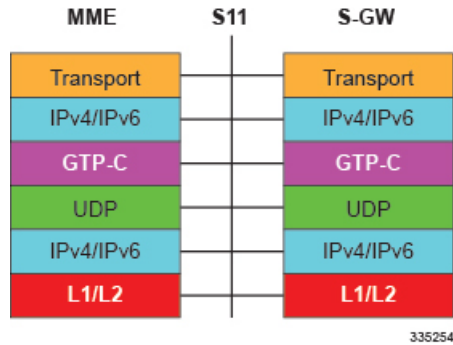 MME S11 S-GW
Transport Transport
IPv4/IPv6 IPv4/IPv6
GTP-C GTP-C
UDP UDP
IPv4/IPv6 IPv4/IPv6
L1/L2 L1/L2
335254